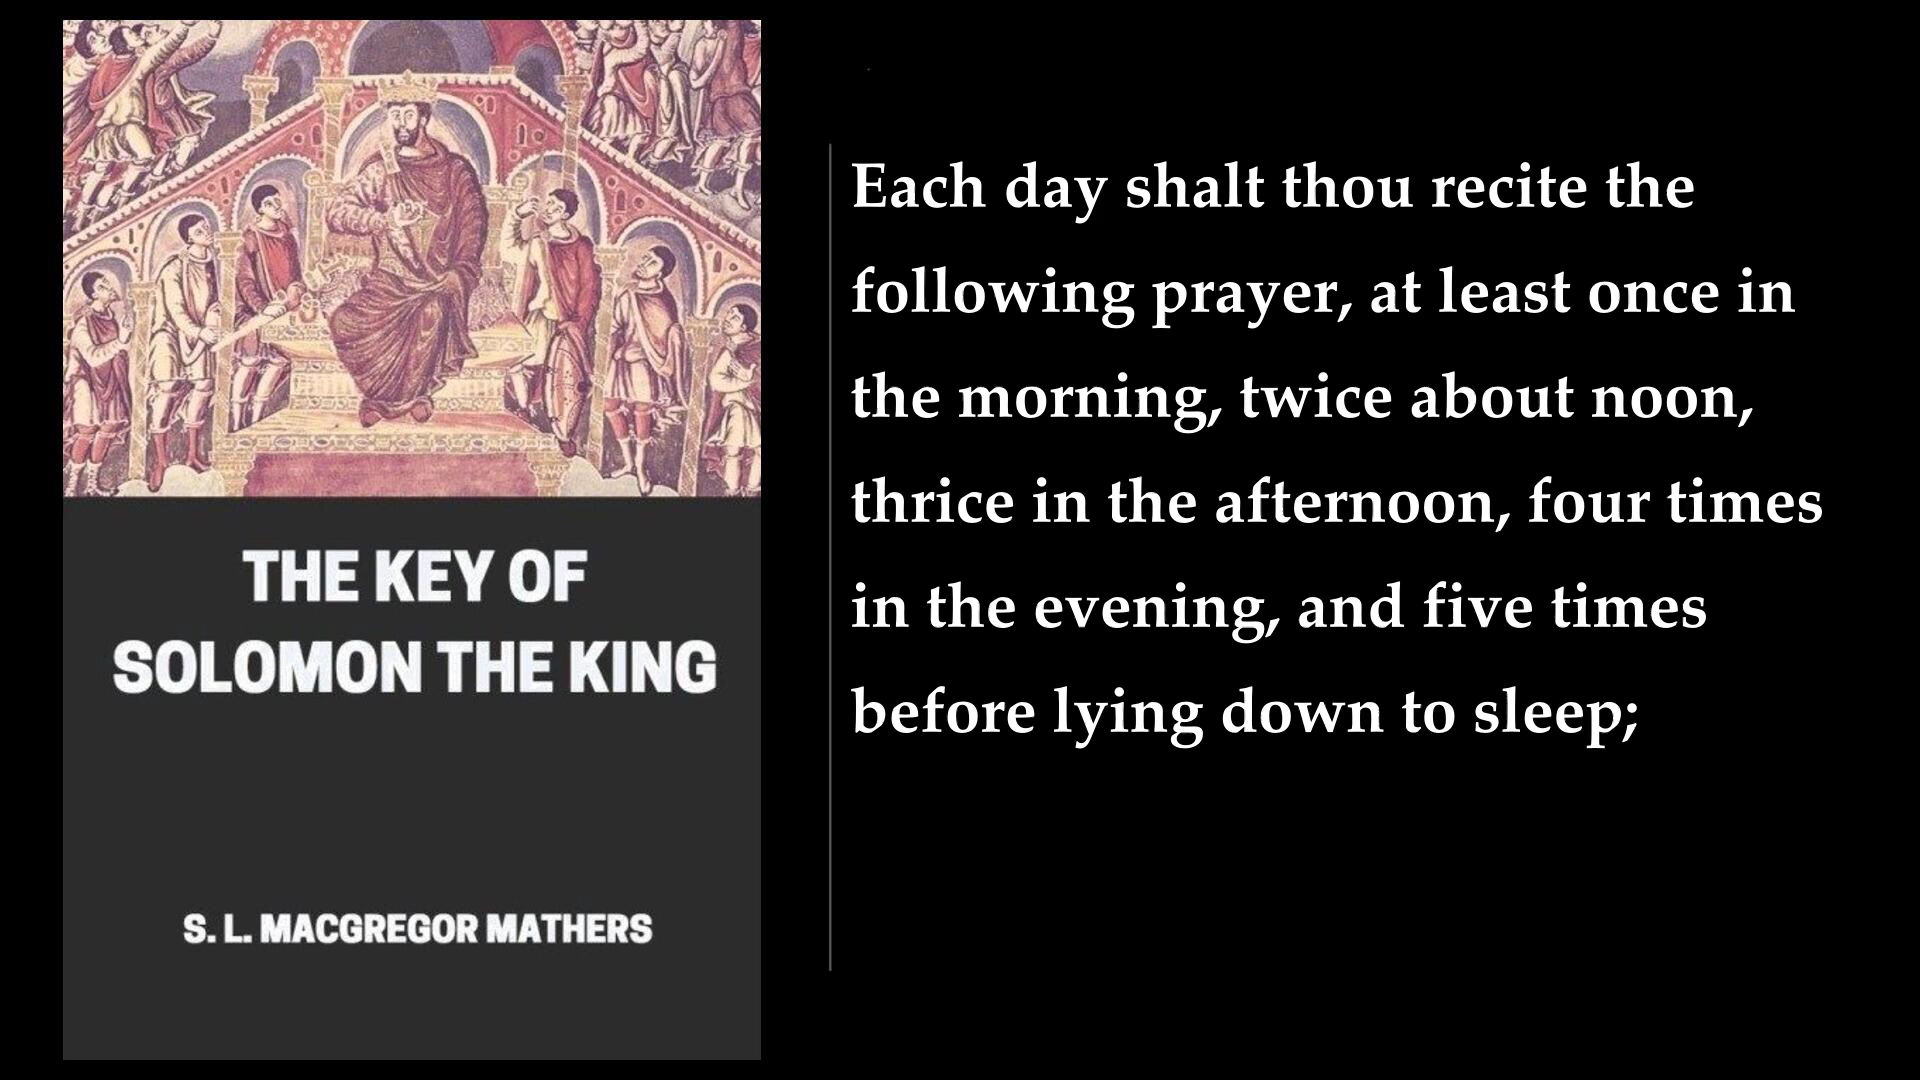 THE KEY OF
SOLOMON THE KING
S. L. MACGREGOR MATHERS
Each day shalt thou recite the
following prayer, at least once in
the morning, twice about noon,
thrice in the afternoon, four times
in the evening, and five times
before lying down to sleep;